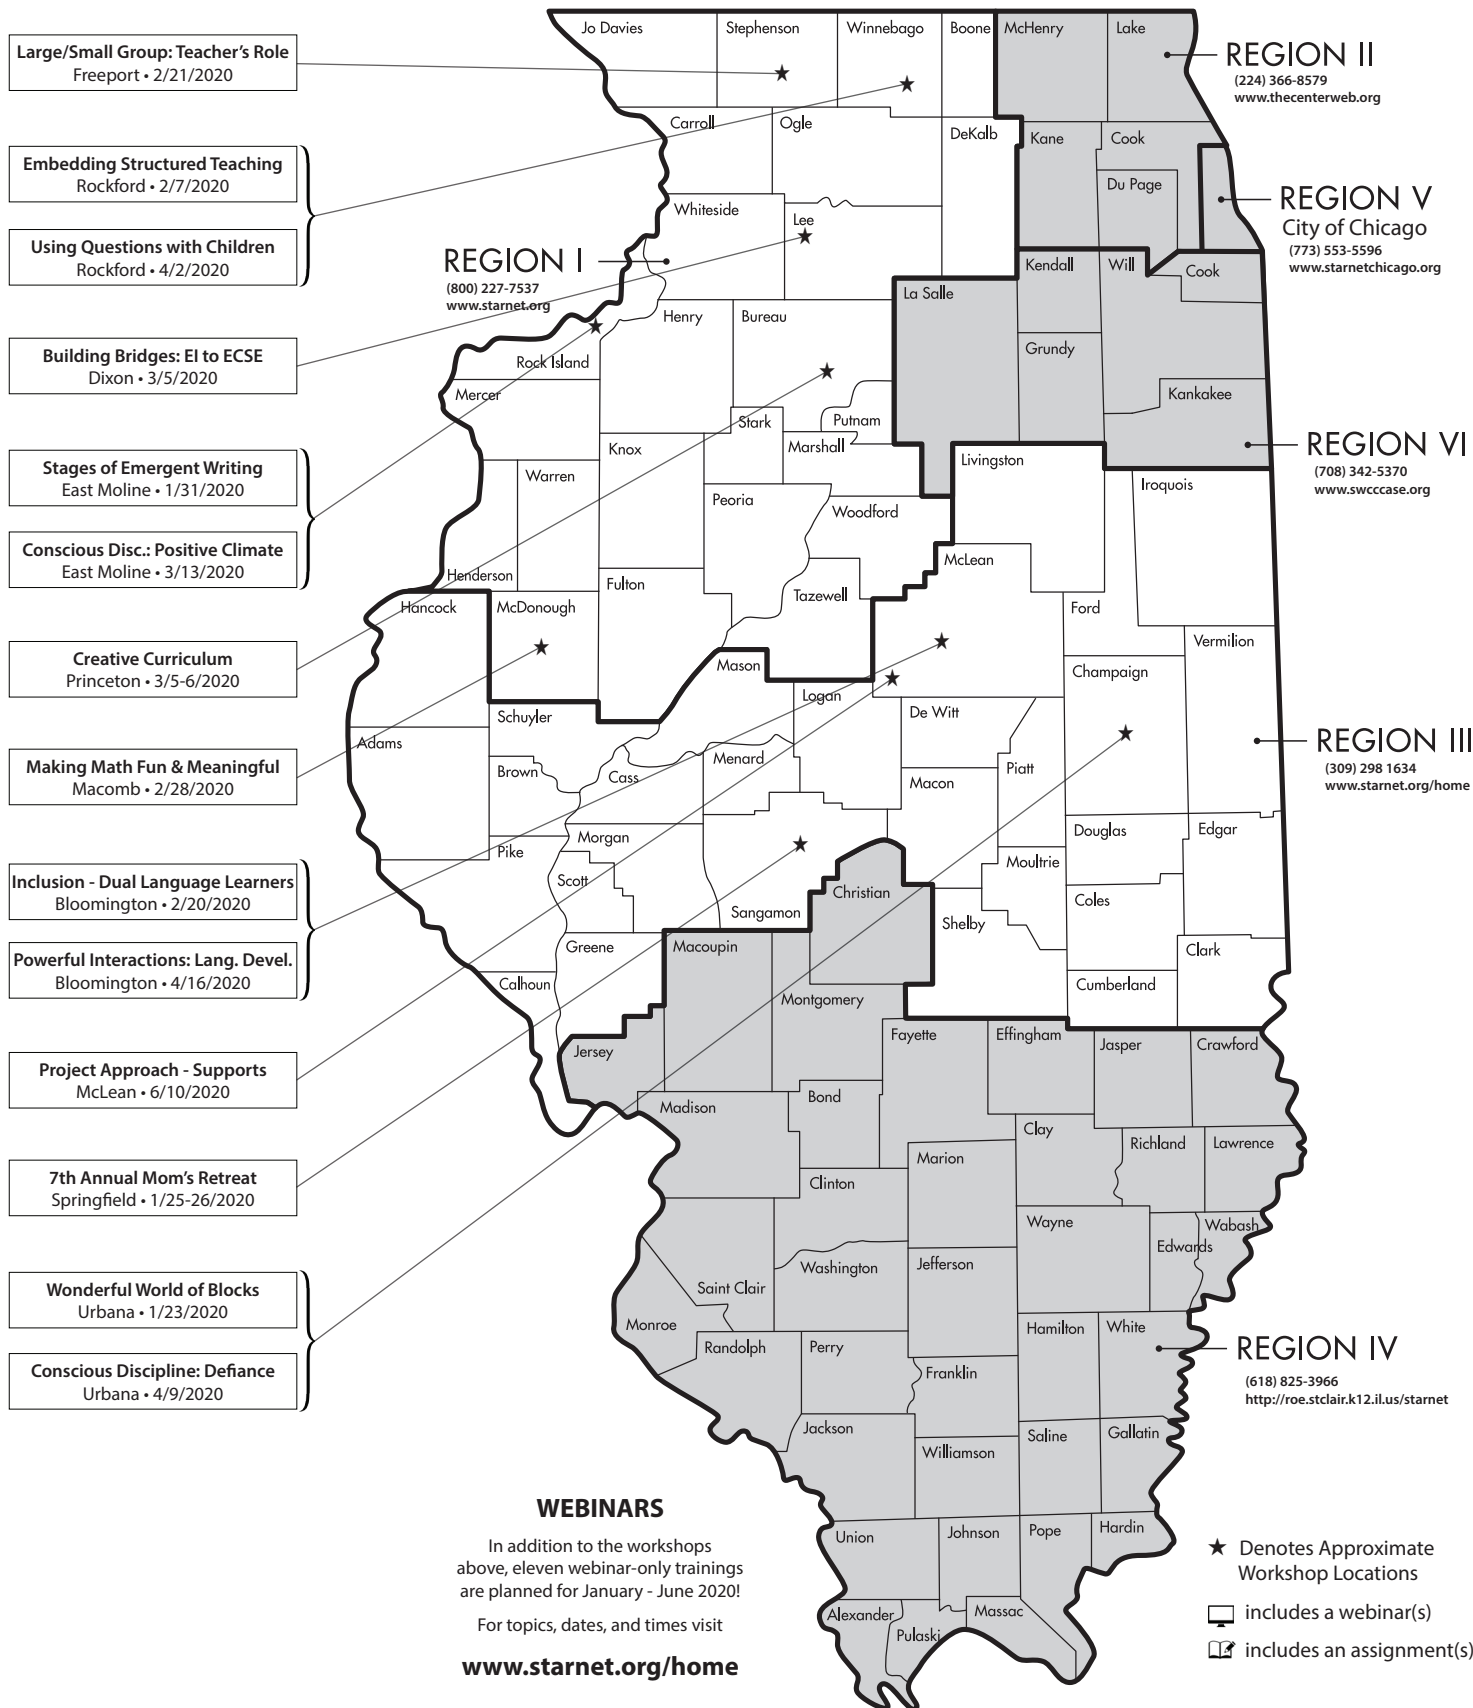 Large/Small Group: Teacher's Role
Freeport • 2/21/2020
Embedding Structured Teaching
Rockford • 2/7/2020
Using Questions with Children
Rockford • 4/2/2020
Building Bridges: EI to ECSE
Dixon • 3/5/2020
Stages of Emergent Writing
East Moline • 1/31/2020
Conscious Disc.: Positive Climate
East Moline • 3/13/2020
Creative Curriculum
Princeton • 3/5-6/2020
Making Math Fun & Meaningful
Macomb • 2/28/2020
Inclusion - Dual Language Learners
Bloomington • 2/20/2020
Powerful Interactions: Lang. Devel.
Bloomington • 4/16/2020
Project Approach - Supports
McLean • 6/10/2020
7th Annual Mom's Retreat
Springfield • 1/25-26/2020
Wonderful World of Blocks
Urbana • 1/23/2020
Conscious Discipline: Defiance
Urbana • 4/9/2020
Jo Davies
Stephenson
Winnebago
Boone
McHenry
Lake
Carroll
Ogle
DeKalb
Kane
Cook
Du Page
Whiteside
Lee
Kendall
Will
Cook
La Salle
Henry
Bureau
Grundy
Rock Island
Kankakee
Mercer
Putnam
Stark
Marshall
Knox
Livingston
Warren
Iroquois
Peoria
Woodford
McLean
Henderson
Fulton
Tazewell
Hancock
McDonough
Ford
Vermilion
Mason
Champaign
Logan
De Witt
Schuyler
Adams
Menard
Piatt
Brown
Cass
Macon
Morgan
Douglas
Edgar
Pike
Moultrie
Scott
Christian
Coles
Sangamon
Shelby
Greene
Macoupin
Clark
Calhoun
Cumberland
Montgomery
Fayette
Effingham
Jasper
Crawford
Jersey
Bond
Madison
Clay
Richland
Lawrence
Marion
Clinton
Wayne
Wabash
Edwards
Washington
Jefferson
Saint Clair
Monroe
Hamilton
White
Randolph
Perry
Franklin
Jackson
Saline
Gallatin
Williamson
Union
Johnson
Pope
Hardin
Alexander
Massac
Pulaski
REGION I
(800) 227-7537
www.starnet.org
REGION II
(224) 366-8579
www.thecenterweb.org
REGION V
City of Chicago
(773) 553-5596
www.starnetchicago.org
REGION VI
(708) 342-5370
www.swcccase.org
REGION III
(309) 298 1634
www.starnet.org/home
REGION IV
(618) 825-3966
http://roe.stclair.k12.il.us/starnet
WEBINARS
In addition to the workshops
above, eleven webinar-only trainings
are planned for January - June 2020!
For topics, dates, and times visit
www.starnet.org/home
★ Denotes Approximate
Workshop Locations
includes a webinar(s)
includes an assignment(s)